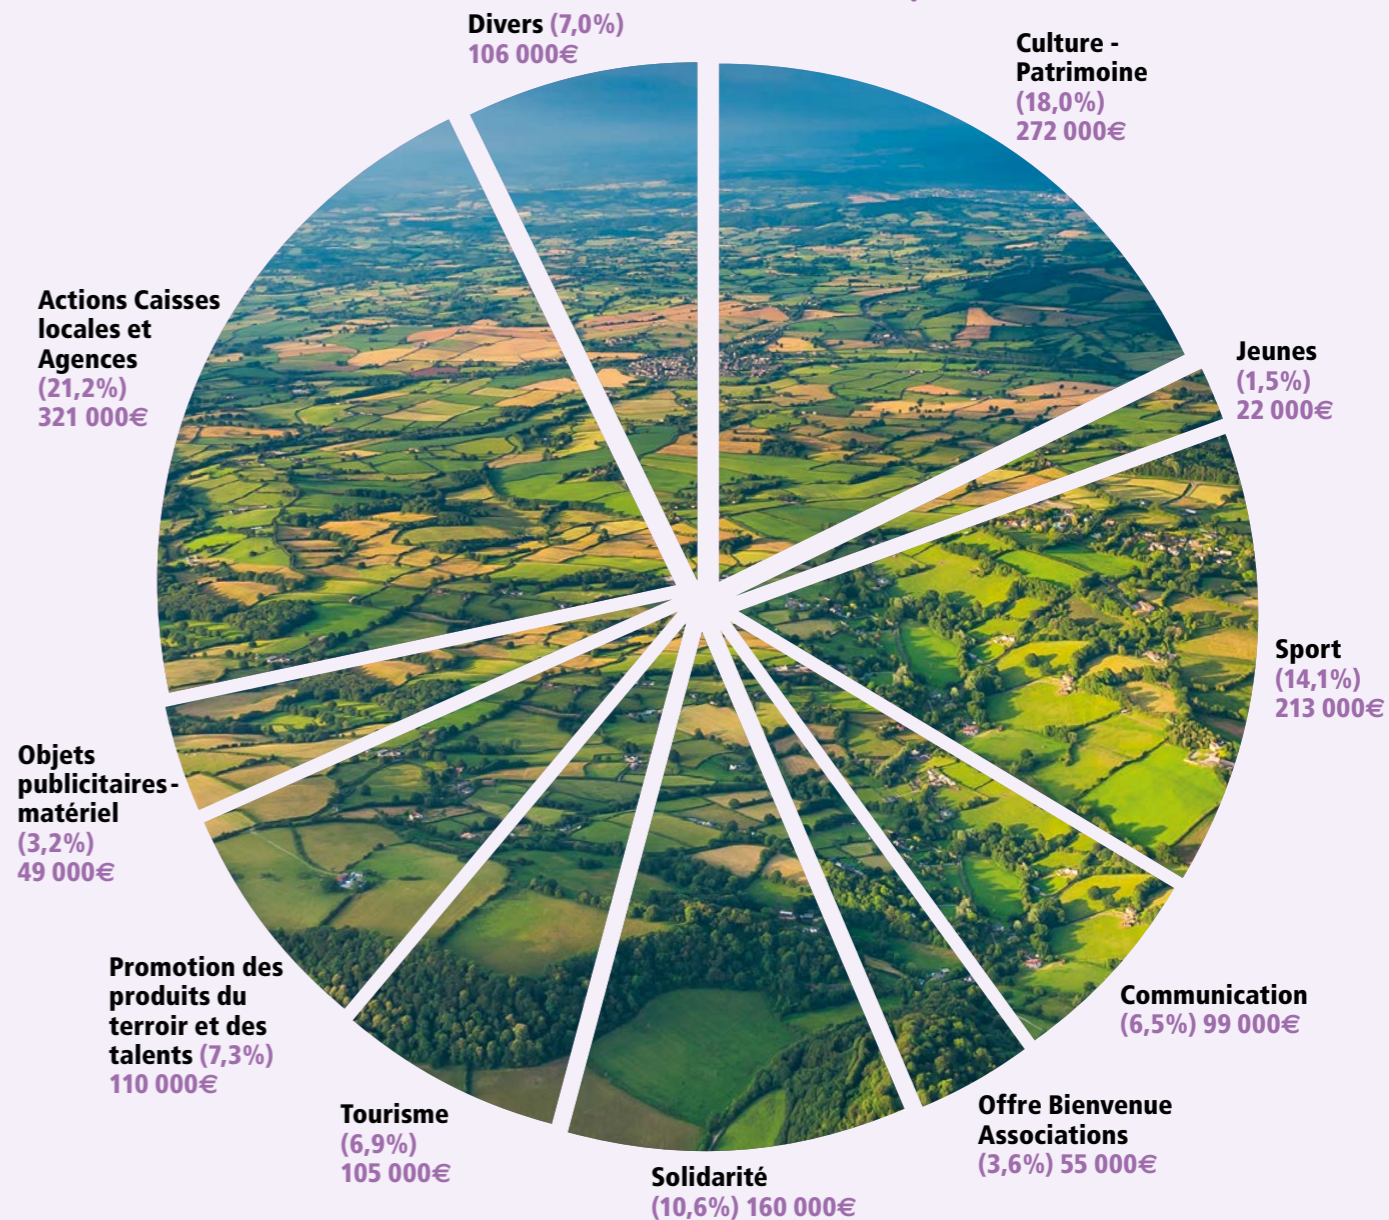 Divers (7,0%)
106 000€
Culture -
Patrimoine
(18,0%)
272 000€
Jeunes
(1,5%)
22 000€
Sport
(14,1%)
213 000€
Communication
(6,5%) 99 000€
Offre Bienvenue
Associations
(3,6%) 55 000€
Solidarité
(10,6%) 160 000€
Tourisme
(6,9%)
105 000€
Promotion des
produits du
terroir et des
talents (7,3%)
110 000€
Objets
publicitaires-
matériel
(3,2%)
49 000€
Actions Caisses
locales et
Agences
(21,2%)
321 000€